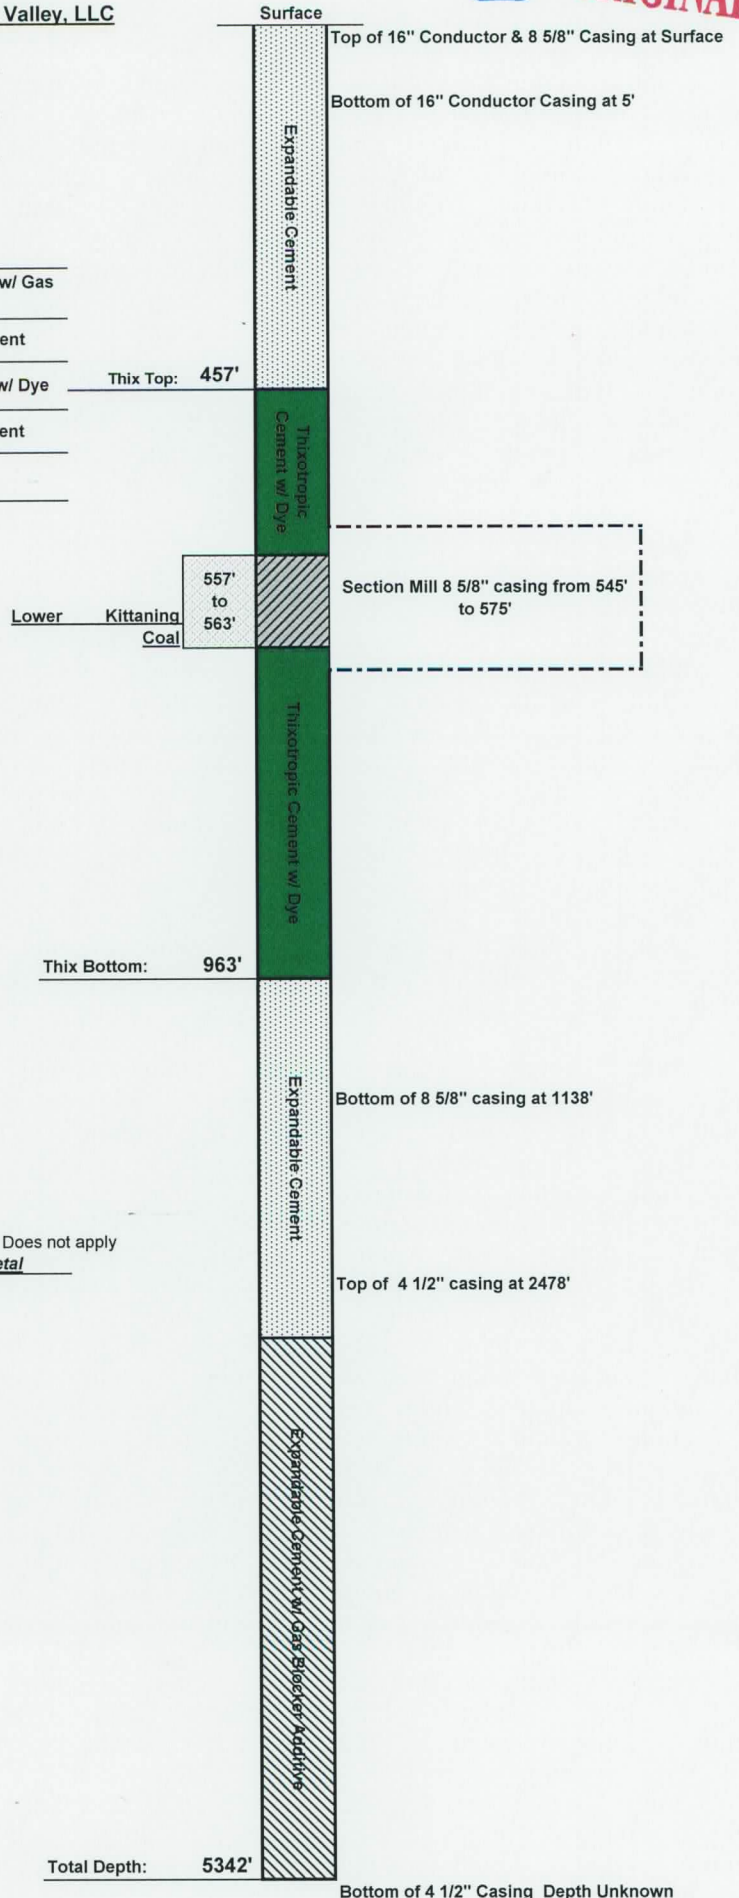 Valley, LLC
Surface
Top of 16" Conductor & 8 5/8" Casing at Surface
Bottom of 16" Conductor Casing at 5'
Expandable Cement
w/ Gas
ent
w/ Dye
ent
Thix Top: 457'
Thixotropic
Cement w/ Dye
557'
to
563'
Lower Kittaning
Coal
Section Mill 8 5/8" casing from 545'
to 575'
Thixotropic Cement w/ Dye
Thix Bottom: 963'
Expandable Cement
Bottom of 8 5/8" casing at 1138'
Does not apply
etal
Top of 4 1/2" casing at 2478'
Expandable Cement w/ Gas Blocker Additive
Total Depth: 5342'
Bottom of 4 1/2" Casing Depth Unknown